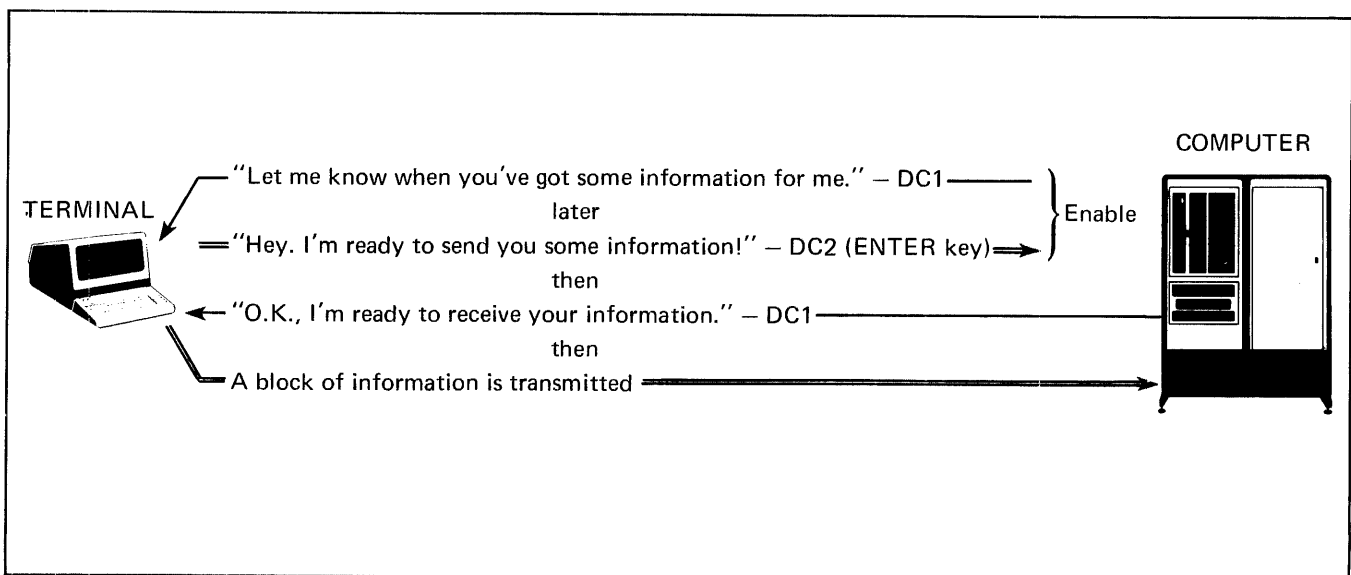 COMPUTER
"Let me know when you've got some information for me." — DC1
TERMINAL
later
Enable
"Hey. I'm ready to send you some information!" — DC2 (ENTER key)
then
"O.K., I'm ready to receive your information." — DC1
then
A block of information is transmitted